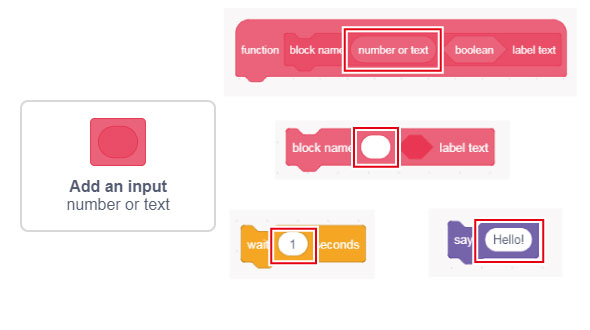 function block name number or text boolean label text
Add an input
number or text
block name label text
wait 1 seconds
say Hello!